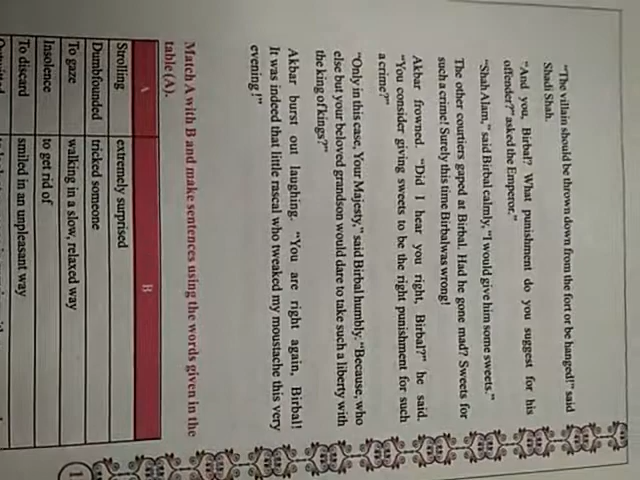 "The villain should be thrown down from the fort or be hanged!" said
Shadi Shah.
"And you, Birbal? What punishment do you suggest for his
offender?" asked the Emperor."
"Shah Alam," said Birbal calmly, "I would give him some sweets."
The other courtiers gaped at Birbal. Had he gone mad? Sweets for
such a crime! Surely this time Birbal was wrong!
Akbar frowned. "Did I hear you right, Birbal?" he said.
"You consider giving sweets to be the right punishment for such
a crime?"
"Only in this case, Your Majesty," said Birbal humbly. "Because, who
else but your beloved grandson would dare to take such a liberty with
the king of kings?"
Akbar burst out laughing. "You are right again, Birbal!
It was indeed that little rascal who tweaked my moustache this very
evening!"
Match A with B and make sentences using the words given in the
table (A).
A B
Strolling extremely surprised
Dumbfounded tricked someone
To gaze walking in a slow, relaxed way
Insolence to get rid of
To discard smiled in an unpleasant way